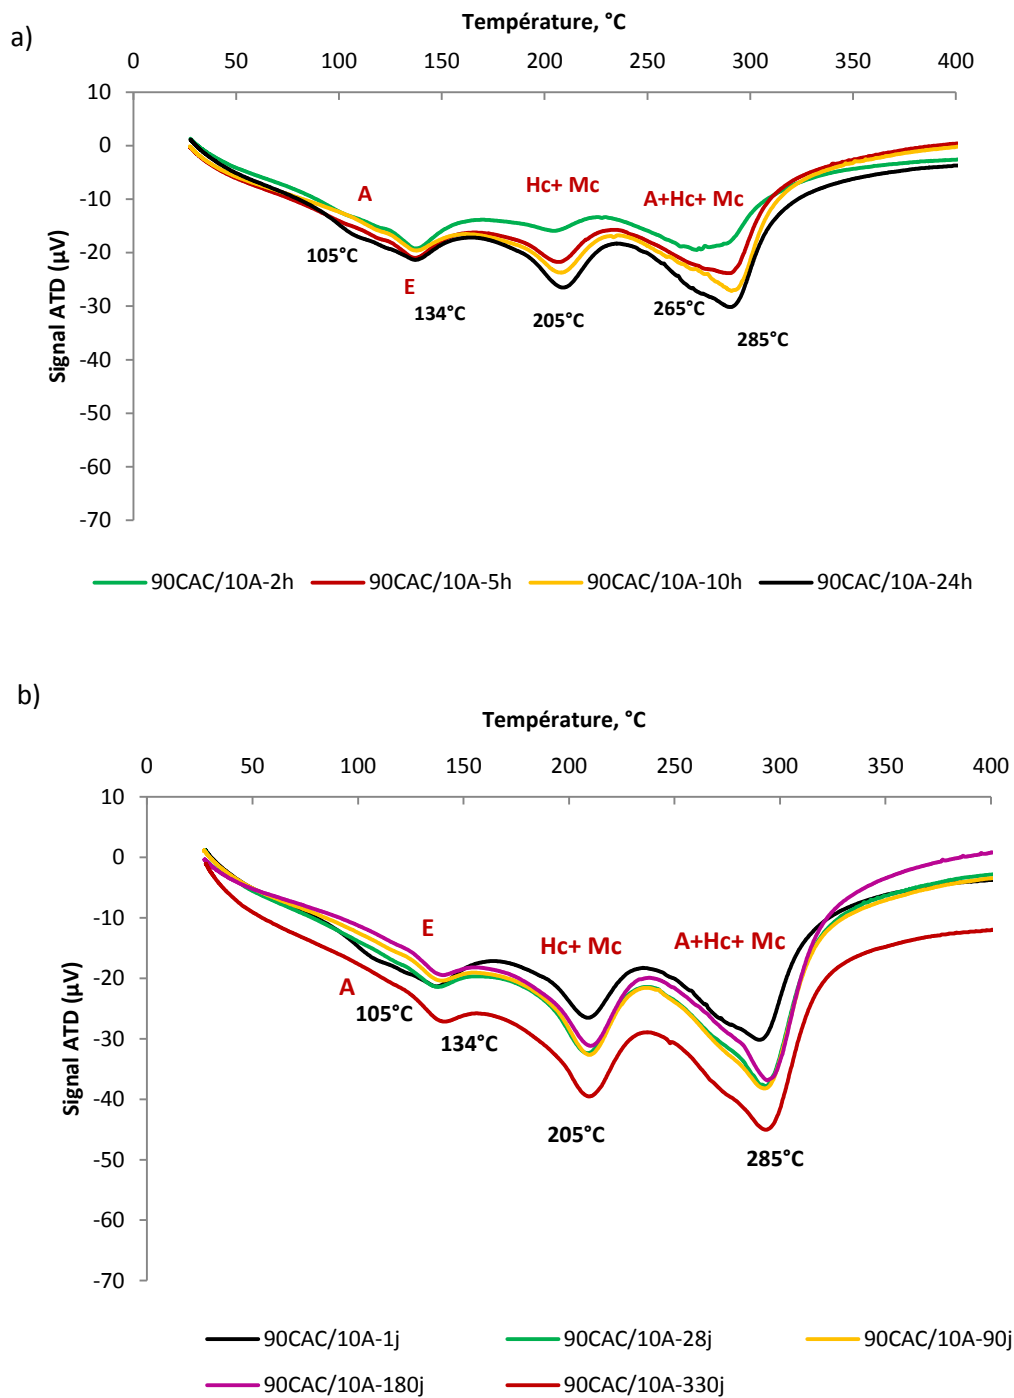 a)
Température, °C
0 50 100 150 200 250 300 350 400
10
0
-10
-20
-30
-40
-50
-60
-70
Signal ATD (µV)
A
Hc+ Mc
A+Hc+ Mc
105°C
E
134°C
205°C
265°C
285°C
90CAC/10A-2h 90CAC/10A-5h 90CAC/10A-10h 90CAC/10A-24h
b)
Température, °C
0 50 100 150 200 250 300 350 400
10
0
-10
-20
-30
-40
-50
-60
-70
Signal ATD (µV)
E
Hc+ Mc
A+Hc+ Mc
A
105°C
134°C
205°C
285°C
90CAC/10A-1j 90CAC/10A-28j 90CAC/10A-90j
90CAC/10A-180j 90CAC/10A-330j